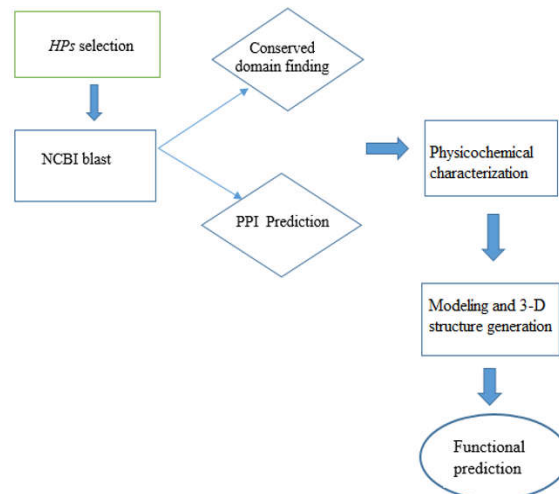 HPs selection
NCBI blast
Conserved
domain finding
PPI Prediction
Physicochemical
characterization
Modeling and 3-D
structure generation
Functional
prediction